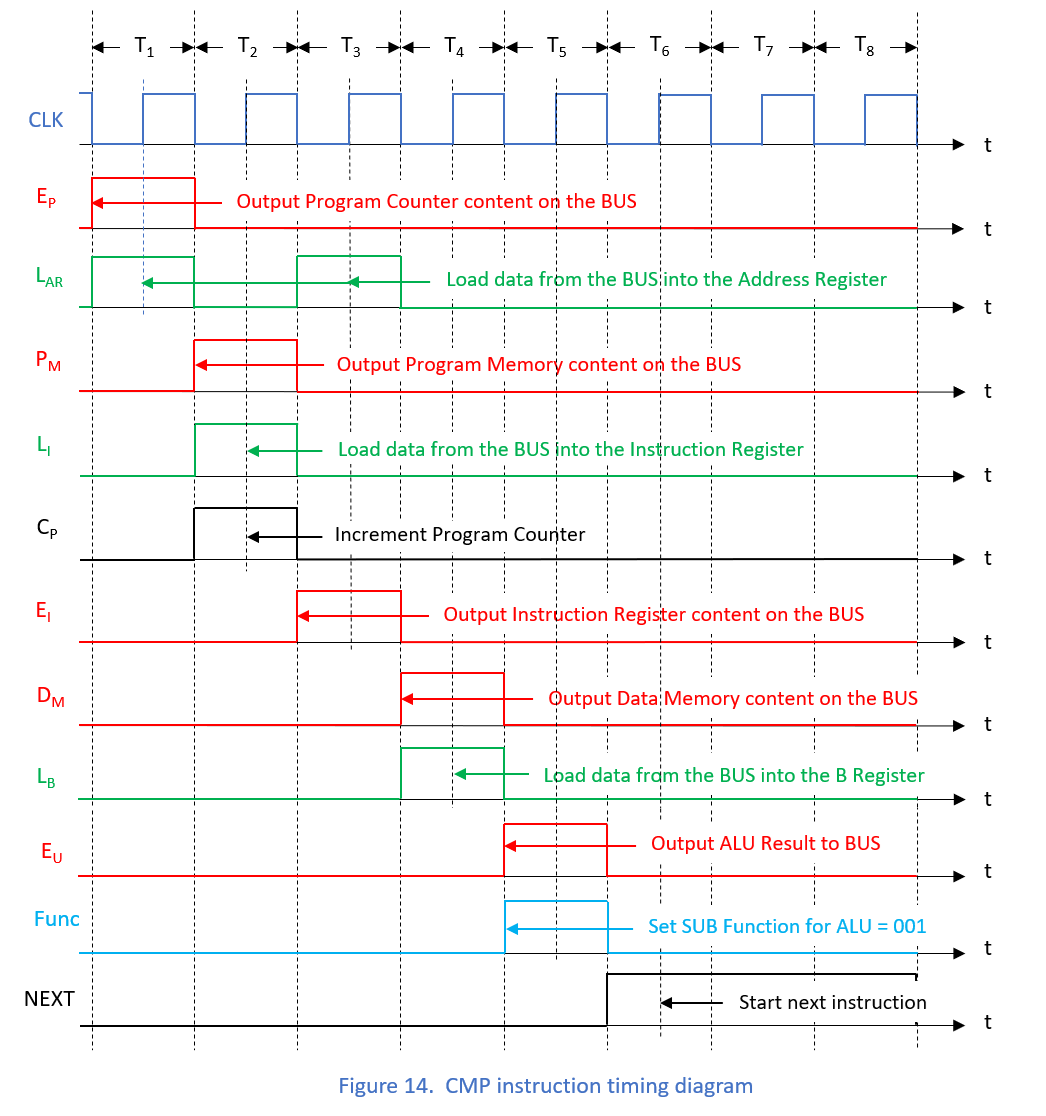 T1 T2 T3 T4 T5 T6 T7 T8
CLK
t
EP
Output Program Counter content on the BUS
t
LAR
Load data from the BUS into the Address Register
t
PM
Output Program Memory content on the BUS
t
LI
Load data from the BUS into the Instruction Register
t
CP
Increment Program Counter
t
EI
Output Instruction Register content on the BUS
t
DM
Output Data Memory content on the BUS
t
LB
Load data from the BUS into the B Register
t
EU
Output ALU Result to BUS
t
Func
Set SUB Function for ALU = 001
t
NEXT
Start next instruction
t
Figure 14. CMP instruction timing diagram